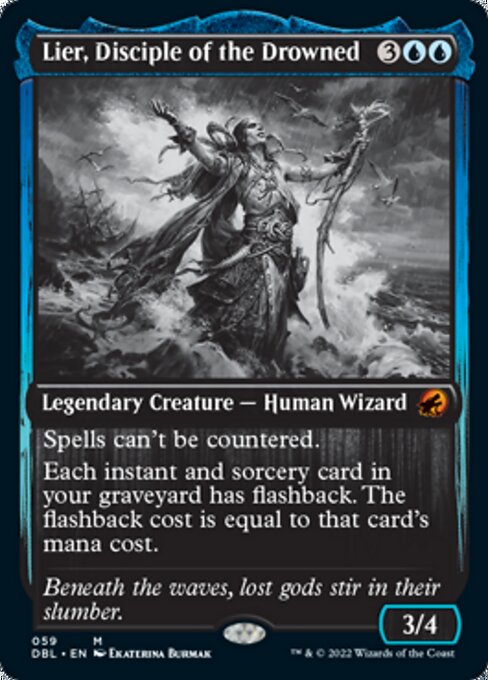 Lier, Disciple of the Drowned 3
Legendary Creature — Human Wizard
Spells can't be countered.
Each instant and sorcery card in
your graveyard has flashback. The
flashback cost is equal to that card's
mana cost.
Beneath the waves, lost gods stir in their
slumber.
3/4
059 M
DBL • EN Ekaterina Burmak
™ & © 2022 Wizards of the Coast